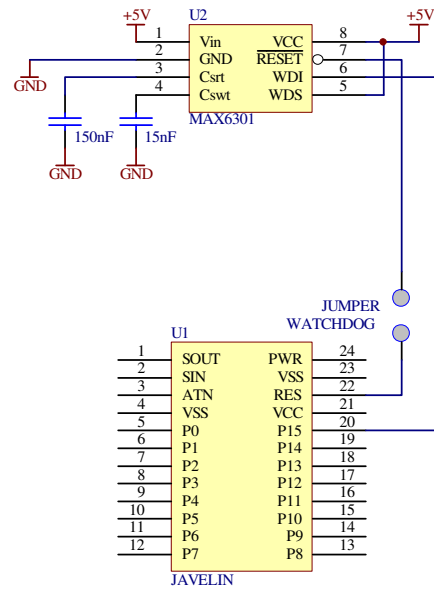 +5V U2 +5V
1 Vin VCC 8
2 GND RESET 7
3 Csrt WDI 6
4 Cswt WDS 5
GND
MAX6301
150nF 15nF
GND GND
JUMPER
WATCHDOG
U1
1 SOUT PWR 24
2 SIN VSS 23
3 ATN RES 22
4 VSS VCC 21
5 P0 P15 20
6 P1 P14 19
7 P2 P13 18
8 P3 P12 17
9 P4 P11 16
10 P5 P10 15
11 P6 P9 14
12 P7 P8 13
JAVELIN